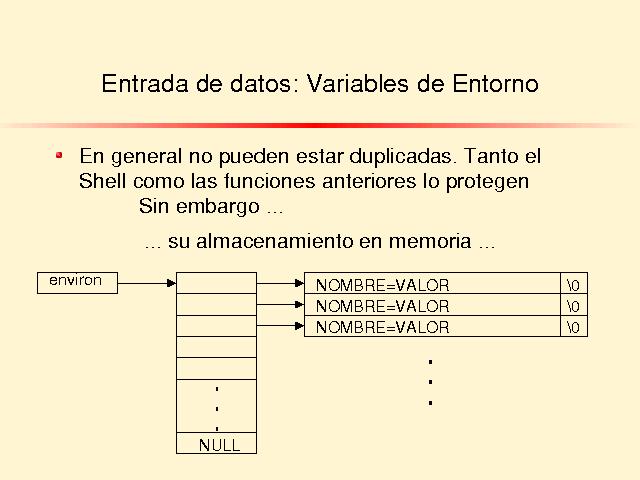 Entrada de datos: Variables de Entorno
En general no pueden estar duplicadas. Tanto el
Shell como las funciones anteriores lo protegen
Sin embargo ...
... su almacenamiento en memoria ...
environ
NOMBRE=VALOR \0
NOMBRE=VALOR \0
NOMBRE=VALOR \0
NULL